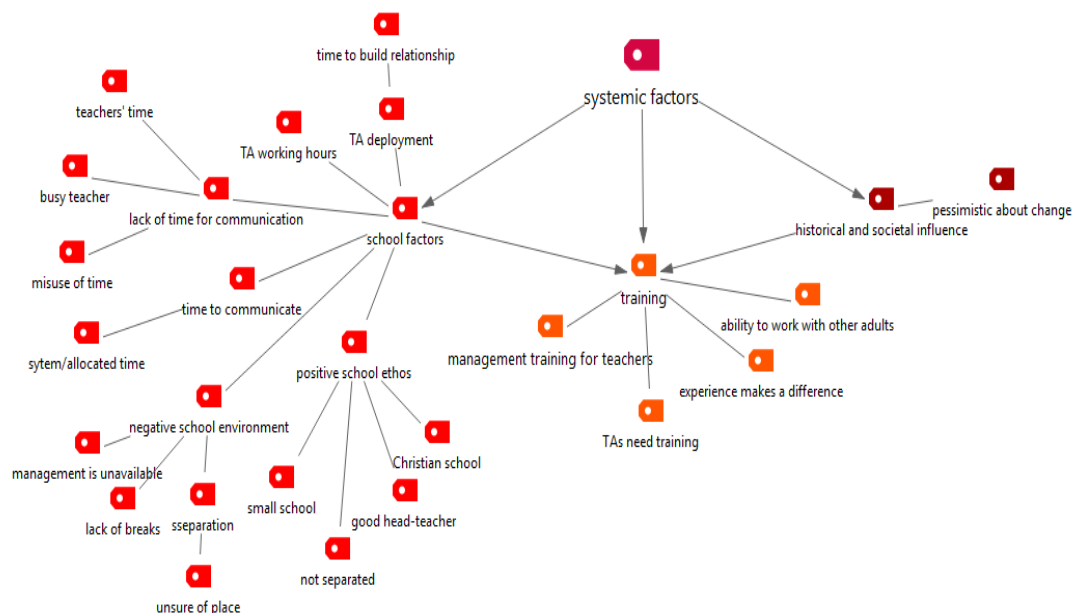 time to build relationship
systemic factors
teachers' time
TA working hours
TA deployment
busy teacher
lack of time for communication
pessimistic about change
historical and societal influence
school factors
misuse of time
training
time to communicate
ability to work with other adults
sytem/allocated time
management training for teachers
positive school ethos
experience makes a difference
negative school environment
TAs need training
management is unavailable
Christian school
small school
good head-teacher
lack of breaks
sseparation
not separated
unsure of place